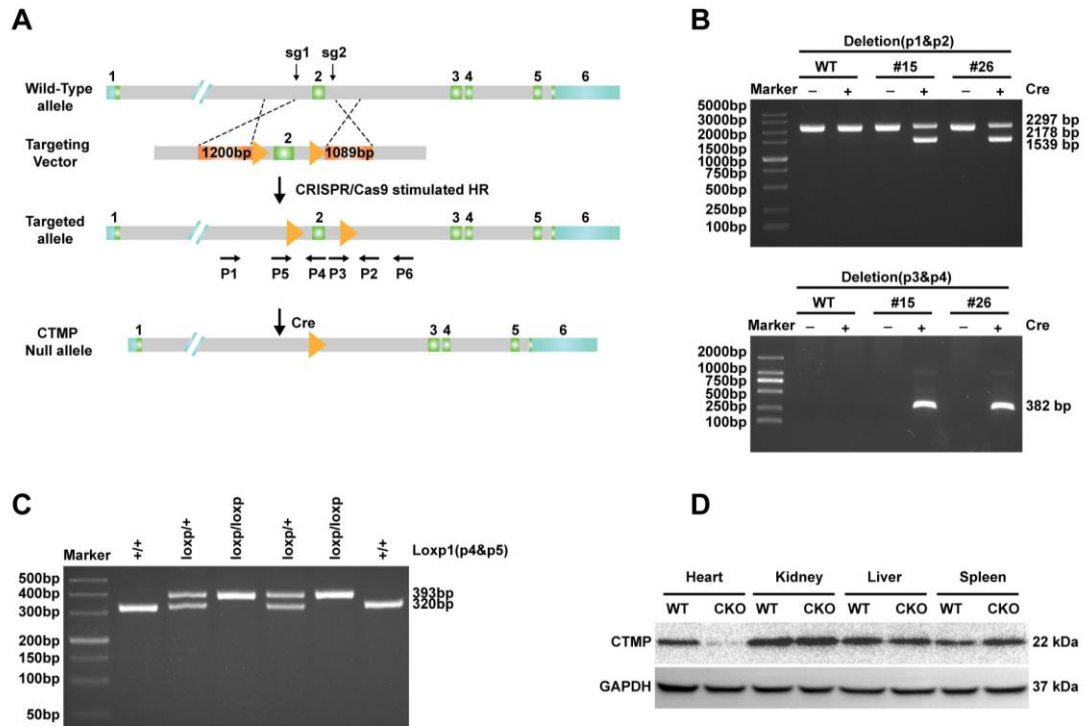 A
sg1 sg2
1 2 3 4 5 6
Wild-Type
allele
2
Targeting
Vector
1200bp 1089bp
CRISPR/Cas9 stimulated HR
1 2 3 4 5 6
Targeted
allele
P1 P5 P4 P3 P2 P6
Cre
CTMP
Null allele
1 3 4 5 6
B
Deletion(p1&p2)
WT #15 #26
Marker − + − + − + Cre
5000bp
3000bp
2000bp
1500bp
1000bp
750bp
500bp
250bp
100bp
2297 bp
2178 bp
1539 bp
Deletion(p3&p4)
WT #15 #26
Marker − + − + − + Cre
2000bp
1000bp
750bp
500bp
250bp
100bp
382 bp
C
Marker +/+ loxp/+ loxp/loxp loxp/+ loxp/loxp +/+ Loxp1(p4&p5)
500bp
400bp
300bp
200bp
150bp
100bp
50bp
393bp
320bp
D
Heart Kidney Liver Spleen
WT CKO WT CKO WT CKO WT CKO
CTMP 22 kDa
GAPDH 37 kDa